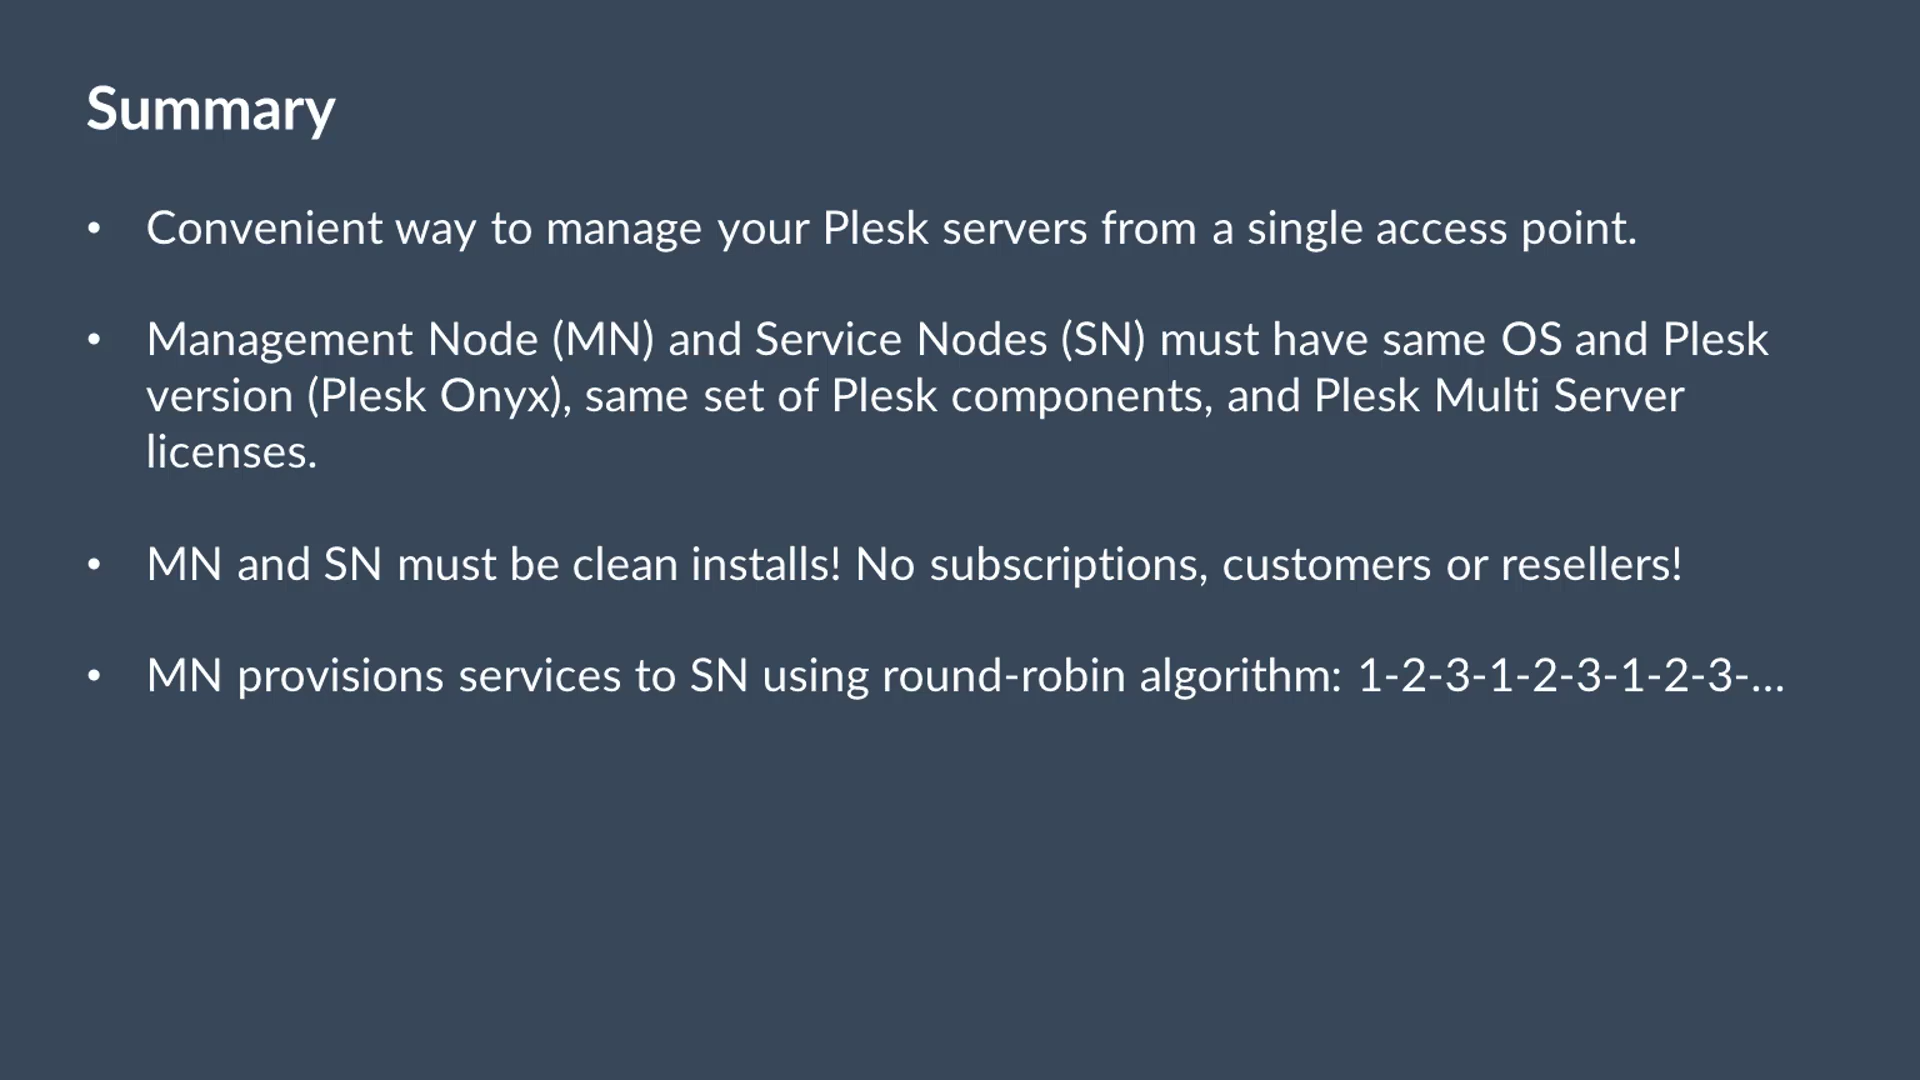 Summary
• Convenient way to manage your Plesk servers from a single access point.
• Management Node (MN) and Service Nodes (SN) must have same OS and Plesk
version (Plesk Onyx), same set of Plesk components, and Plesk Multi Server
licenses.
• MN and SN must be clean installs! No subscriptions, customers or resellers!
• MN provisions services to SN using round-robin algorithm: 1-2-3-1-2-3-1-2-3-...